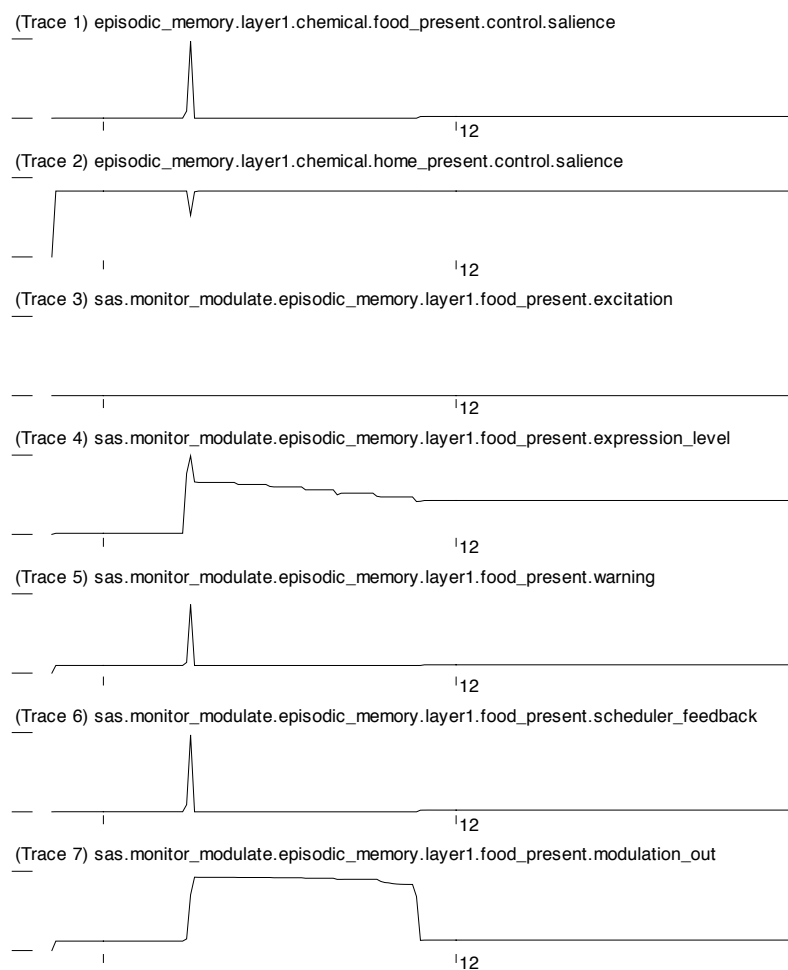 (Trace 1) episodic_memory.layer1.chemical.food_present.control.salience
12
(Trace 2) episodic_memory.layer1.chemical.home_present.control.salience
12
(Trace 3) sas.monitor_modulate.episodic_memory.layer1.food_present.excitation
12
(Trace 4) sas.monitor_modulate.episodic_memory.layer1.food_present.expression_level
12
(Trace 5) sas.monitor_modulate.episodic_memory.layer1.food_present.warning
12
(Trace 6) sas.monitor_modulate.episodic_memory.layer1.food_present.scheduler_feedback
12
(Trace 7) sas.monitor_modulate.episodic_memory.layer1.food_present.modulation_out
12